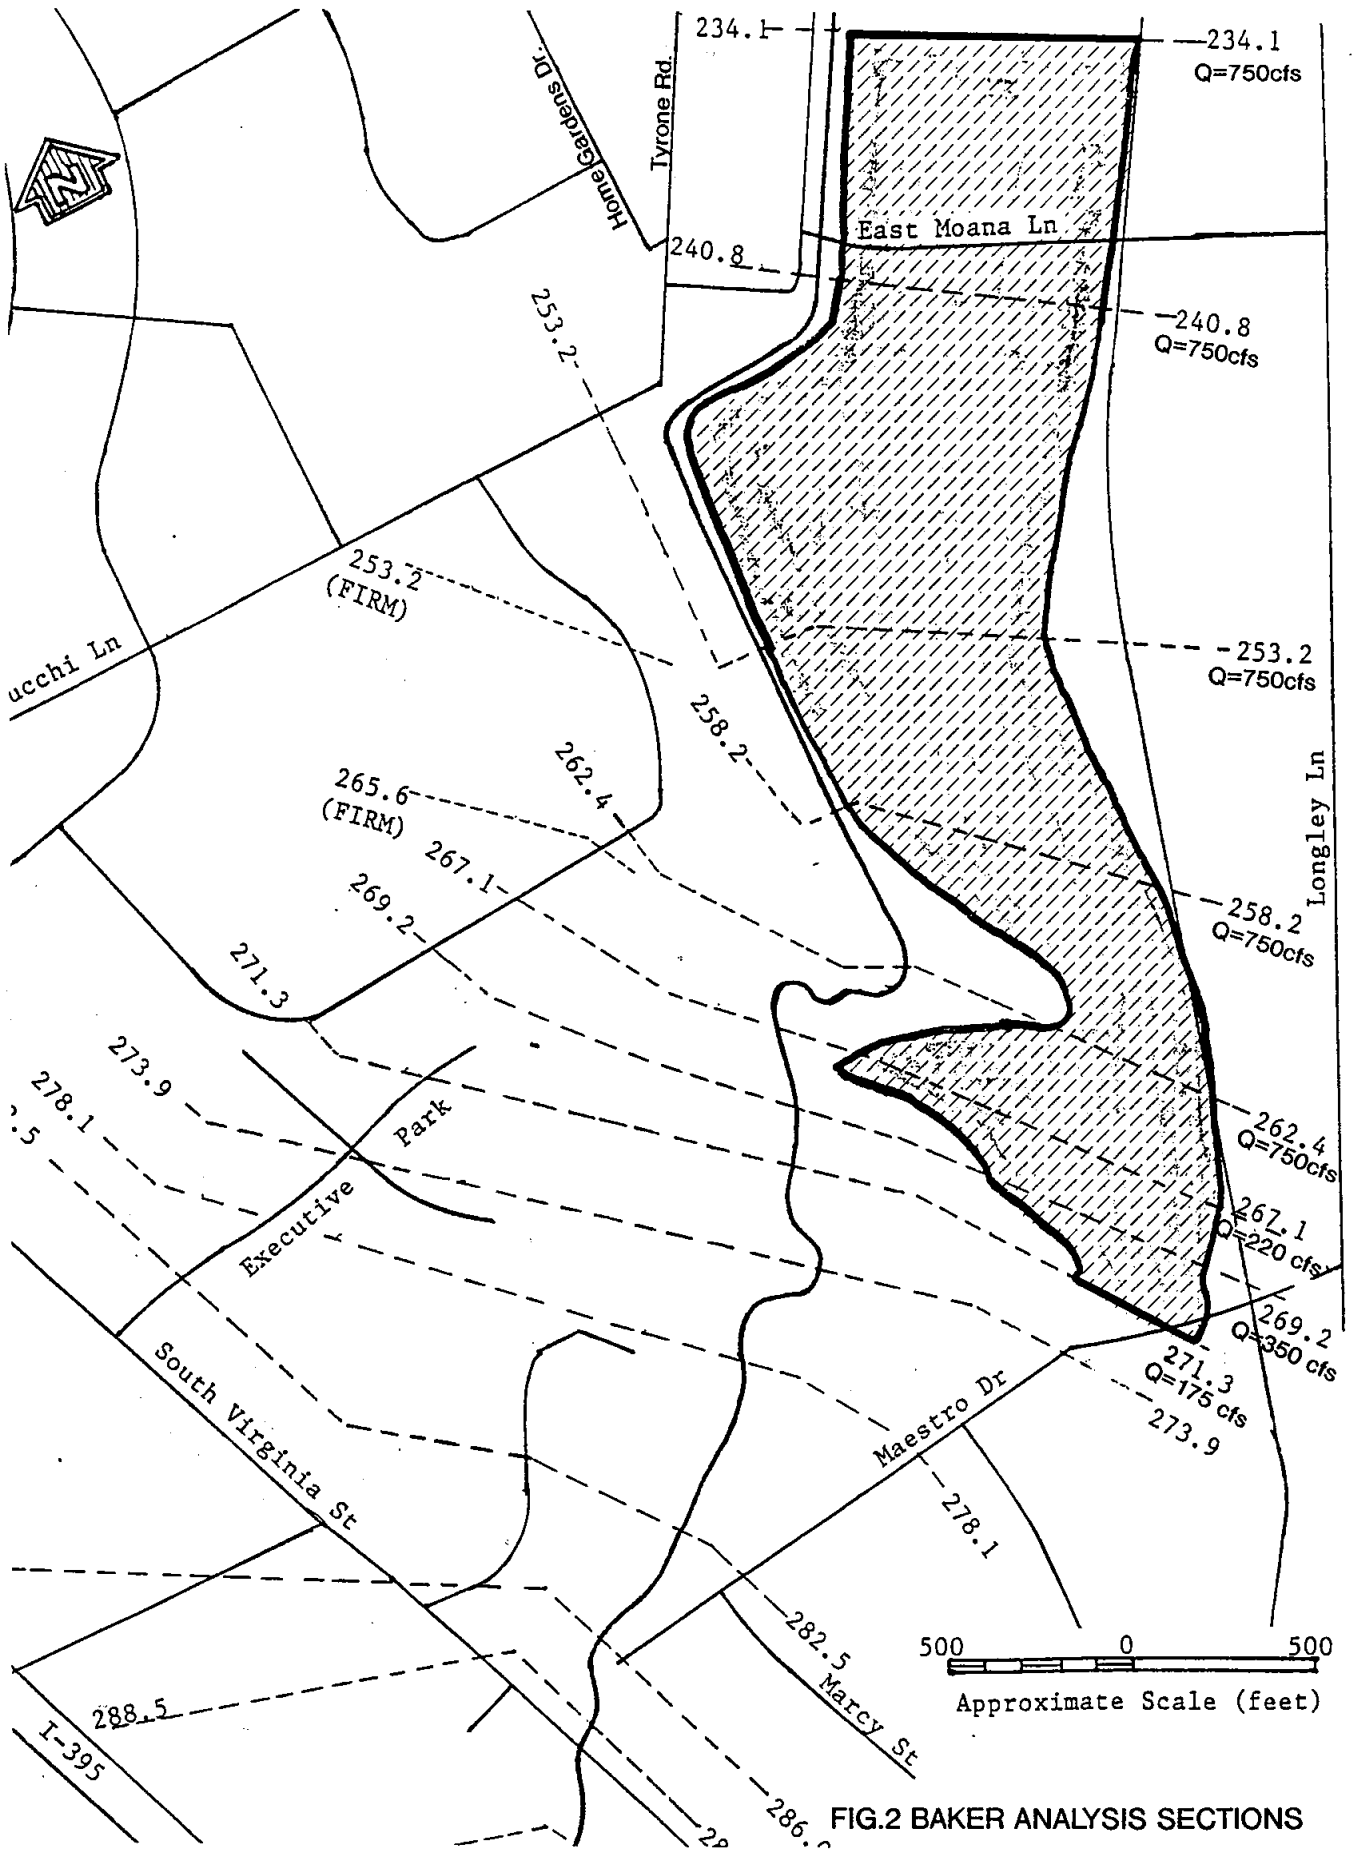 234.1
234.1
Q=750cfs
Home Gardens Dr.
Tyrone Rd.
N
East Moana Ln
240.8
240.8
Q=750cfs
253.2
253.2
(FIRM)
253.2
Q=750cfs
ucchi Ln
258.2
262.4
265.6
(FIRM)
267.1
269.2
271.3
Longley Ln
258.2
Q=750cfs
273.9
278.1
.5
Executive Park
262.4
Q=750cfs
267.1
Q=220 cfs
269.2
Q=350 cfs
271.3
Q=175 cfs
273.9
South Virginia St
Maestro Dr
278.1
282.5
Marcy St
288.5
I-395
500 0 500
Approximate Scale (feet)
286.
28
FIG.2 BAKER ANALYSIS SECTIONS